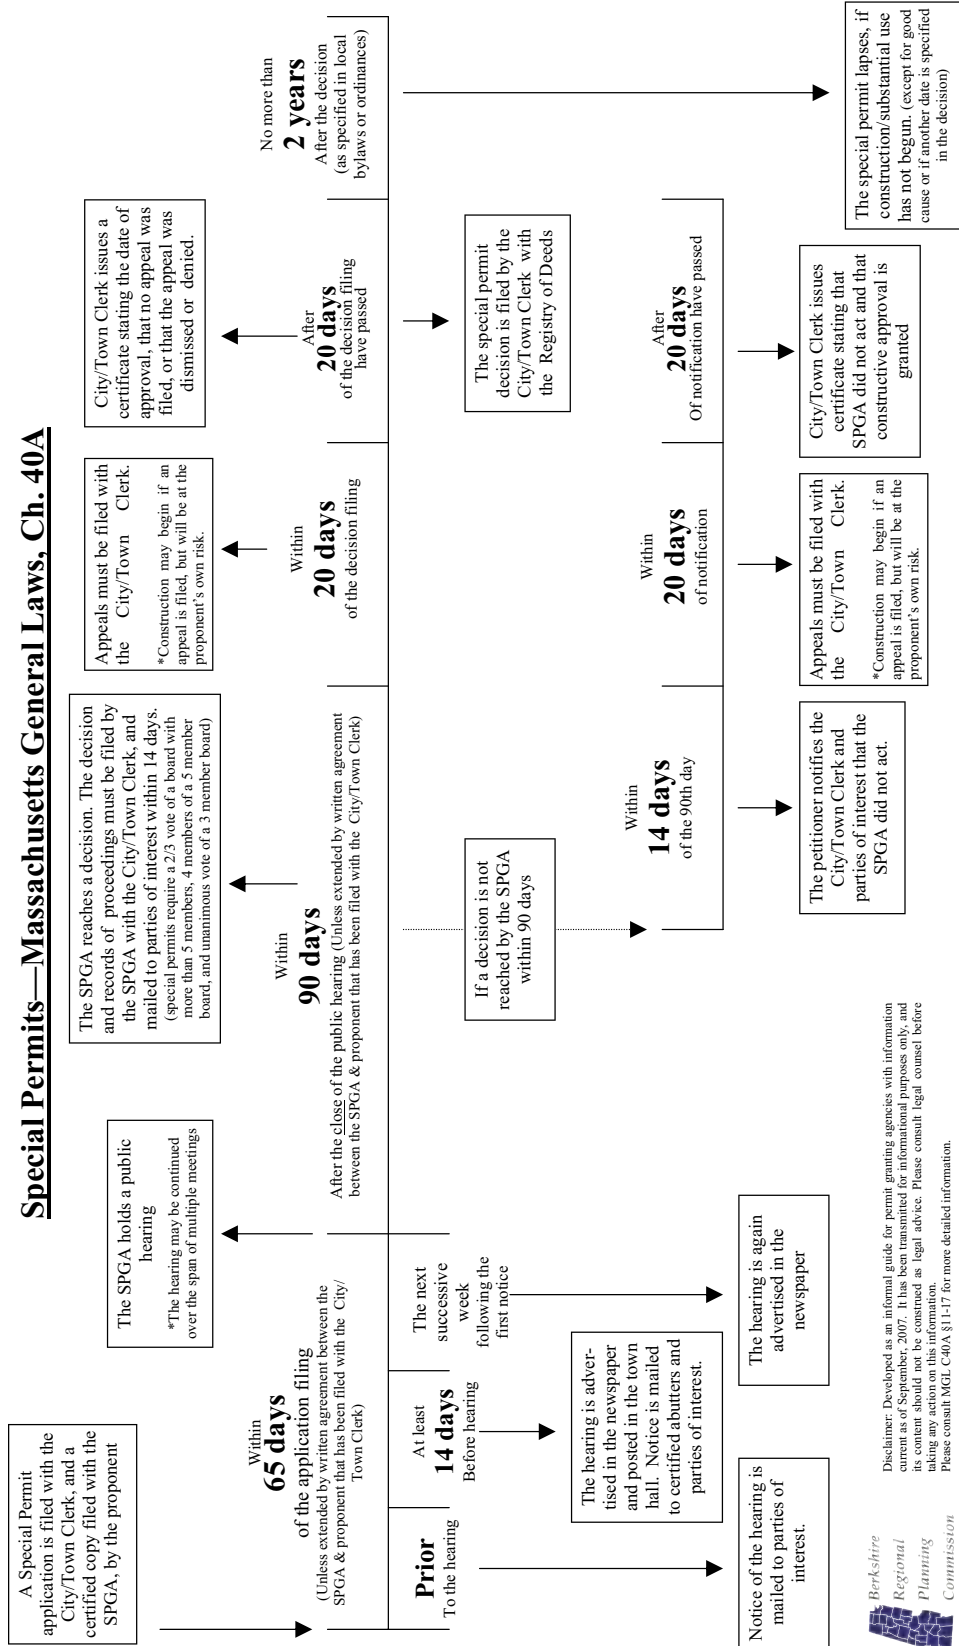 Special Permits—Massachusetts General Laws, Ch. 40A
A Special Permit
application is filed with the
City/Town Clerk, and a
certified copy filed with the
SPGA, by the proponent
The SPGA holds a public
hearing
*The hearing may be continued
over the span of multiple meetings
The SPGA reaches a decision. The decision
and records of proceedings must be filed by
the SPGA with the City/Town Clerk, and
mailed to parties of interest within 14 days.
(special permits require a 2/3 vote of a board with
more than 5 members, 4 members of a 5 member
board, and unanimous vote of a 3 member board)
Appeals must be filed with
the City/Town Clerk.
*Construction may begin if an
appeal is filed, but will be at the
proponent's own risk.
City/Town Clerk issues a
certificate stating the date of
approval, that no appeal was
filed, or that the appeal was
dismissed or denied.
Within
65 days
of the application filing
(Unless extended by written agreement between the
SPGA & proponent that has been filed with the City/
Town Clerk)
Within
90 days
After the close of the public hearing (Unless extended by written agreement
between the SPGA & proponent that has been filed with the City/Town Clerk)
Within
20 days
of the decision filing
After
20 days
of the decision filing
have passed
No more than
2 years
After the decision
(as specified in local
bylaws or ordinances)
Prior
To the hearing
At least
14 days
Before hearing
The next
successive
week
following the
first notice
If a decision is not
reached by the SPGA
within 90 days
The special permit
decision is filed by the
City/Town Clerk with
the Registry of Deeds
The hearing is adver-
tised in the newspaper
and posted in the town
hall. Notice is mailed
to certified abutters and
parties of interest.
Within
14 days
of the 90th day
Within
20 days
of notification
After
20 days
Of notification have passed
Notice of the hearing is
mailed to parties of
interest.
The hearing is again
advertised in the
newspaper
The petitioner notifies the
City/Town Clerk and
parties of interest that the
SPGA did not act.
Appeals must be filed with
the City/Town Clerk.
*Construction may begin if an
appeal is filed, but will be at the
proponent's own risk.
City/Town Clerk issues
certificate stating that
SPGA did not act and that
constructive approval is
granted
The special permit lapses, if
construction/substantial use
has not begun. (except for good
cause or if another date is specified
in the decision)
Berkshire
Regional
Planning
Commission
Disclaimer: Developed as an informal guide for permit granting agencies with information
current as of September, 2007. It has been transmitted for informational purposes only, and
its content should not be construed as legal advice. Please consult legal counsel before
taking any action on this information.
Please consult MGL C40A §11-17 for more detailed information.